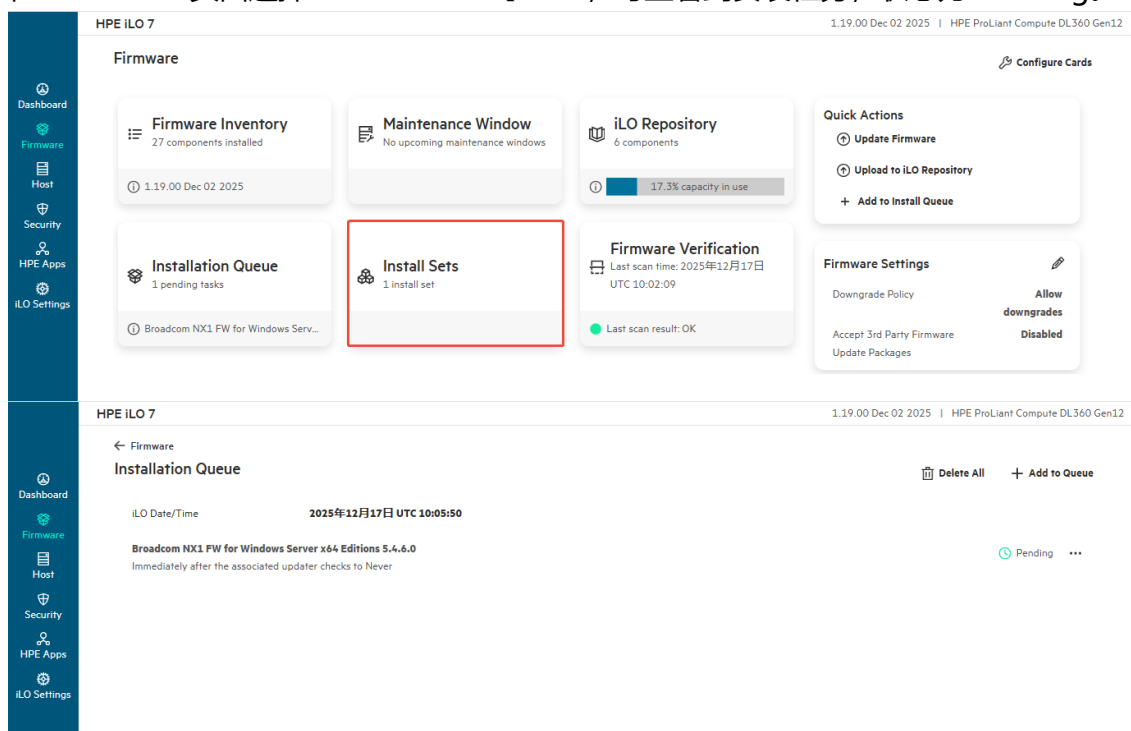 HPE iLO 7
1.19.00 Dec 02 2025 | HPE ProLiant Compute DL360 Gen12
Firmware
Configure Cards
Dashboard
Firmware
Host
Security
HPE Apps
iLO Settings
Firmware Inventory
27 components installed
1.19.00 Dec 02 2025
Maintenance Window
No upcoming maintenance windows
iLO Repository
6 components
17.3% capacity in use
Quick Actions
Update Firmware
Upload to iLO Repository
+ Add to Install Queue
Installation Queue
1 pending tasks
Broadcom NX1 FW for Windows Serv...
Install Sets
1 install set
Firmware Verification
Last scan time: 2025年12月17日
UTC 10:02:09
Last scan result: OK
Firmware Settings
Downgrade Policy
Allow
downgrades
Accept 3rd Party Firmware
Update Packages
Disabled
HPE iLO 7
1.19.00 Dec 02 2025 | HPE ProLiant Compute DL360 Gen12
← Firmware
Installation Queue
Delete All
+ Add to Queue
Dashboard
Firmware
Host
Security
HPE Apps
iLO Settings
iLO Date/Time
2025年12月17日 UTC 10:05:50
Broadcom NX1 FW for Windows Server x64 Editions 5.4.6.0
Immediately after the associated updater checks to Never
Pending ...